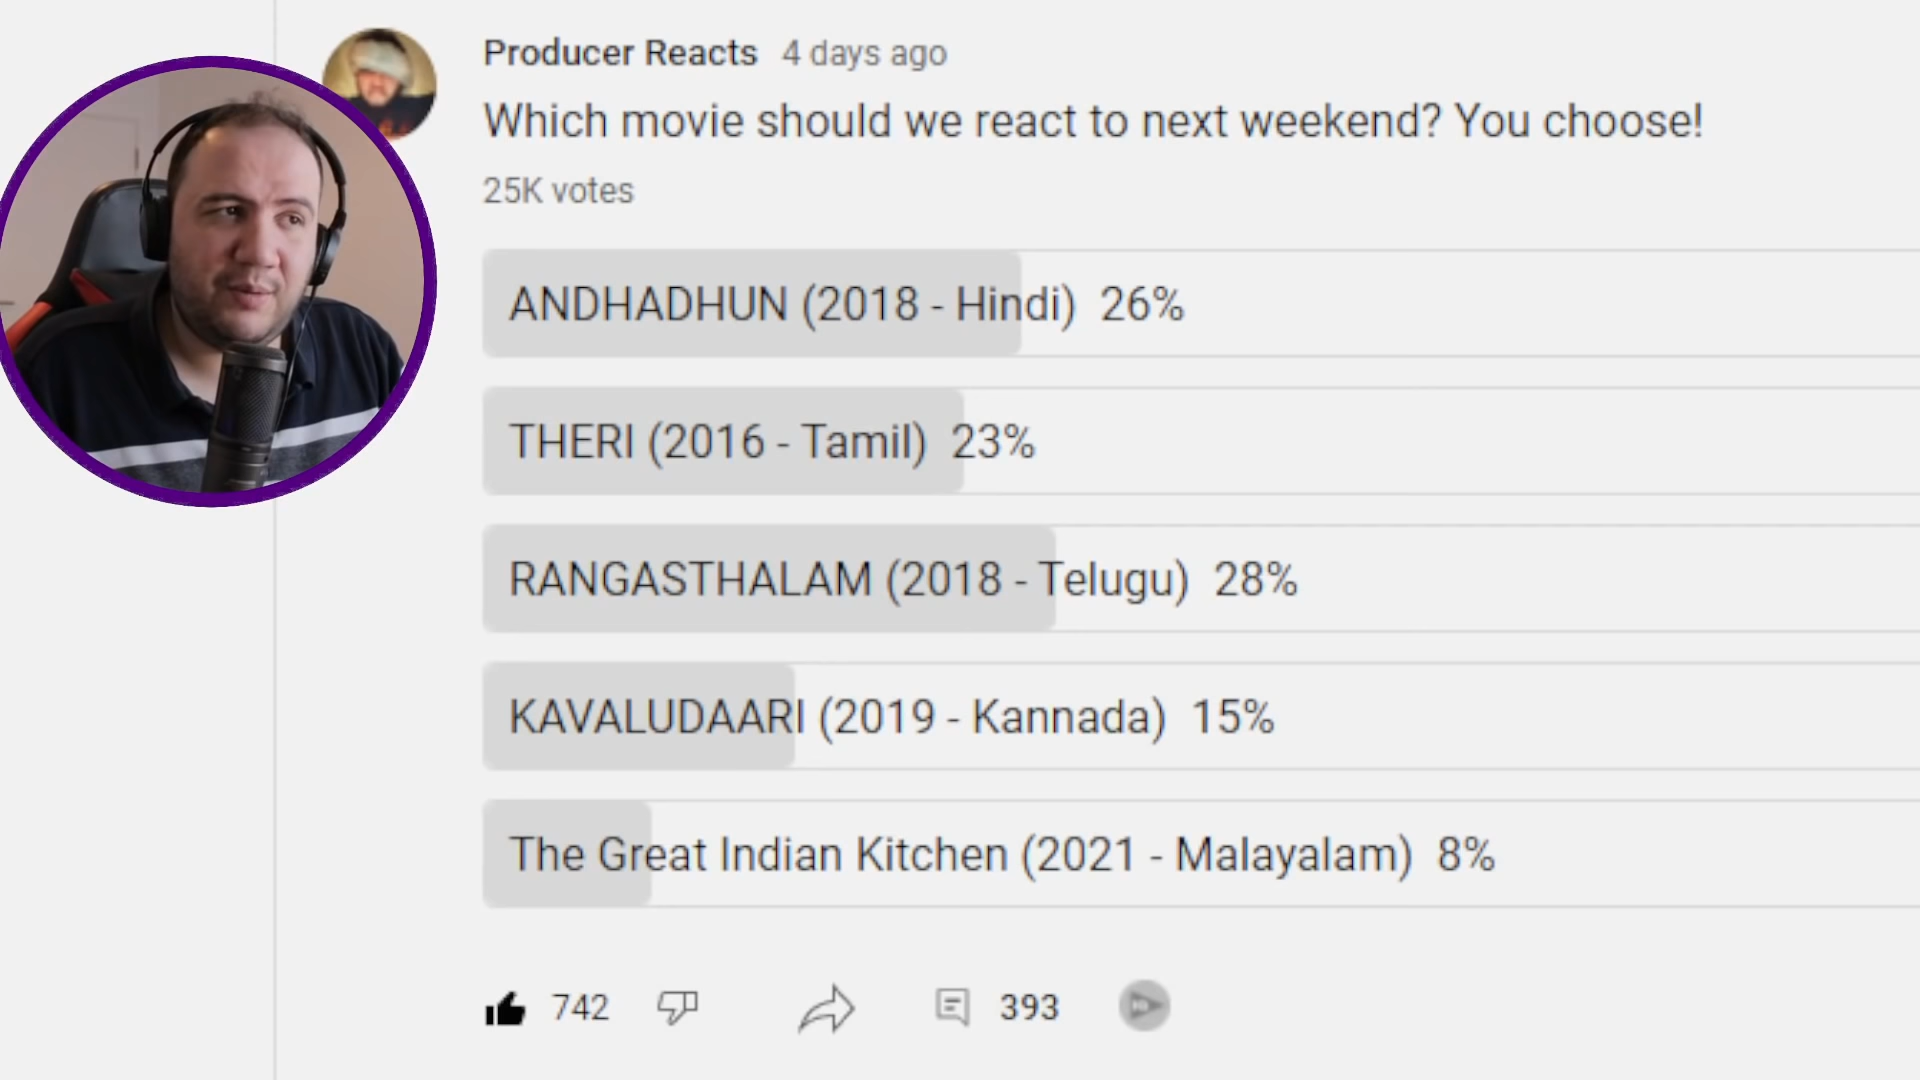 Producer Reacts 4 days ago
Which movie should we react to next weekend? You choose!
25K votes
ANDHADHUN (2018 - Hindi) 26%
THERI (2016 - Tamil) 23%
RANGASTHALAM (2018 - Telugu) 28%
KAVALUDAARI (2019 - Kannada) 15%
The Great Indian Kitchen (2021 - Malayalam) 8%
742 393